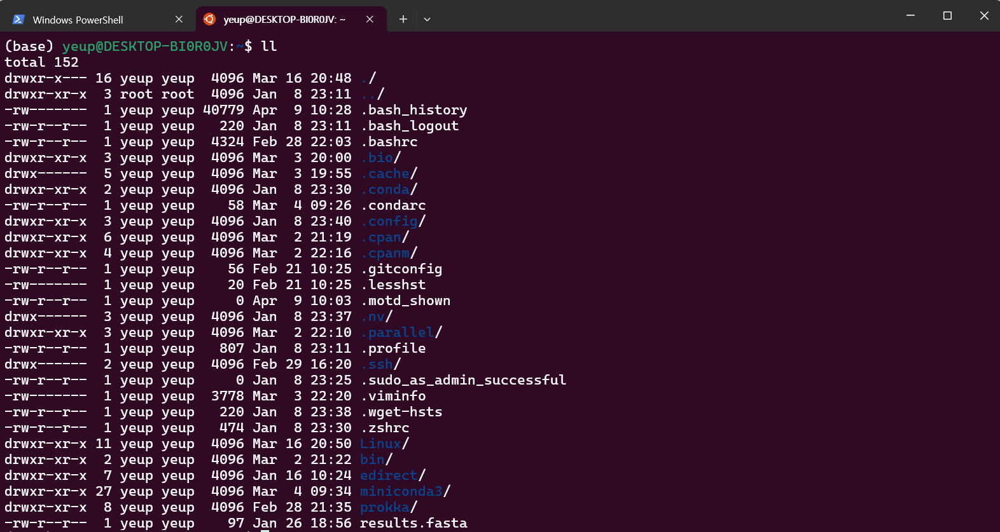 Windows PowerShell
yeup@DESKTOP-BI0R0JV: ~
(base) yeup@DESKTOP-BI0R0JV:~$ ll
total 152
drwxr-x--- 16 yeup yeup  4096 Mar 16 20:48 ./
drwxr-xr-x  3 root root  4096 Jan  8 23:11 ../
-rw-------  1 yeup yeup 40779 Apr  9 10:28 .bash_history
-rw-r--r--  1 yeup yeup   220 Jan  8 23:11 .bash_logout
-rw-r--r--  1 yeup yeup  4324 Feb 28 22:03 .bashrc
drwxr-xr-x  3 yeup yeup  4096 Mar  3 20:00 .bio/
drwx------  5 yeup yeup  4096 Mar  3 19:55 .cache/
drwxr-xr-x  2 yeup yeup  4096 Jan  8 23:30 .conda/
-rw-r--r--  1 yeup yeup    58 Mar  4 09:26 .condarc
drwxr-xr-x  3 yeup yeup  4096 Jan  8 23:40 .config/
drwxr-xr-x  6 yeup yeup  4096 Mar  2 21:19 .cpan/
drwxr-xr-x  4 yeup yeup  4096 Mar  2 22:16 .cpanm/
-rw-r--r--  1 yeup yeup    56 Feb 21 10:25 .gitconfig
-rw-------  1 yeup yeup    20 Feb 21 10:25 .lesshst
-rw-r--r--  1 yeup yeup     0 Apr  9 10:03 .motd_shown
drwx------  3 yeup yeup  4096 Jan  8 23:37 .nv/
drwxr-xr-x  3 yeup yeup  4096 Mar  2 22:10 .parallel/
-rw-r--r--  1 yeup yeup   807 Jan  8 23:11 .profile
drwx------  2 yeup yeup  4096 Feb 29 16:20 .ssh/
-rw-r--r--  1 yeup yeup     0 Jan  8 23:25 .sudo_as_admin_successful
-rw-------  1 yeup yeup  3778 Mar  3 22:20 .viminfo
-rw-r--r--  1 yeup yeup   220 Jan  8 23:38 .wget-hsts
-rw-r--r--  1 yeup yeup   474 Jan  8 23:30 .zshrc
drwxr-xr-x 11 yeup yeup  4096 Mar 16 20:50 Linux/
drwxr-xr-x  2 yeup yeup  4096 Mar  2 21:22 bin/
drwxr-xr-x  7 yeup yeup  4096 Jan 16 10:24 edirect/
drwxr-xr-x 27 yeup yeup  4096 Mar  4 09:34 miniconda3/
drwxr-xr-x  8 yeup yeup  4096 Feb 28 21:35 prokka/
-rw-r--r--  1 yeup yeup    97 Jan 26 18:56 results.fasta